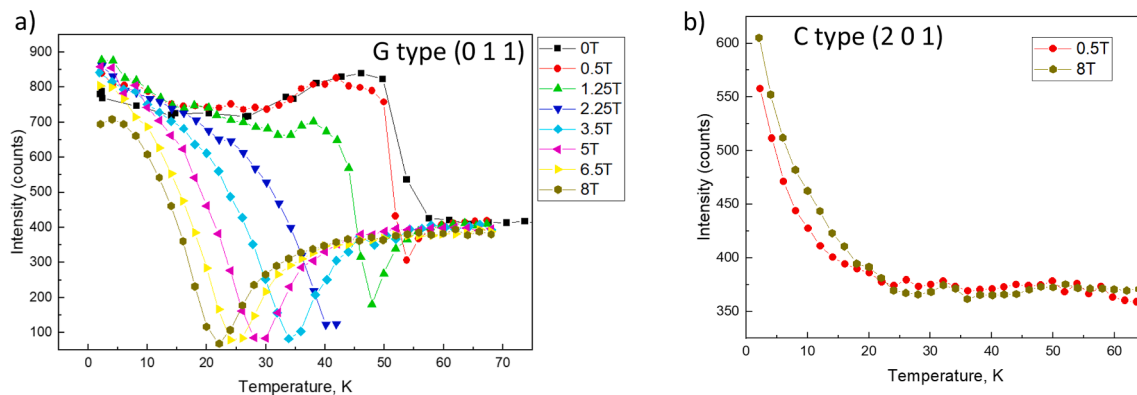 a)
G type (0 1 1)
Intensity (counts)
900
800
700
600
500
400
300
200
100
0
10
20
30
40
50
60
70
Temperature, K
0T
0.5T
1.25T
2.25T
3.5T
5T
6.5T
8T
b)
C type (2 0 1)
Intensity (counts)
600
550
500
450
400
350
0
10
20
30
40
50
60
Temperature, K
0.5T
8T